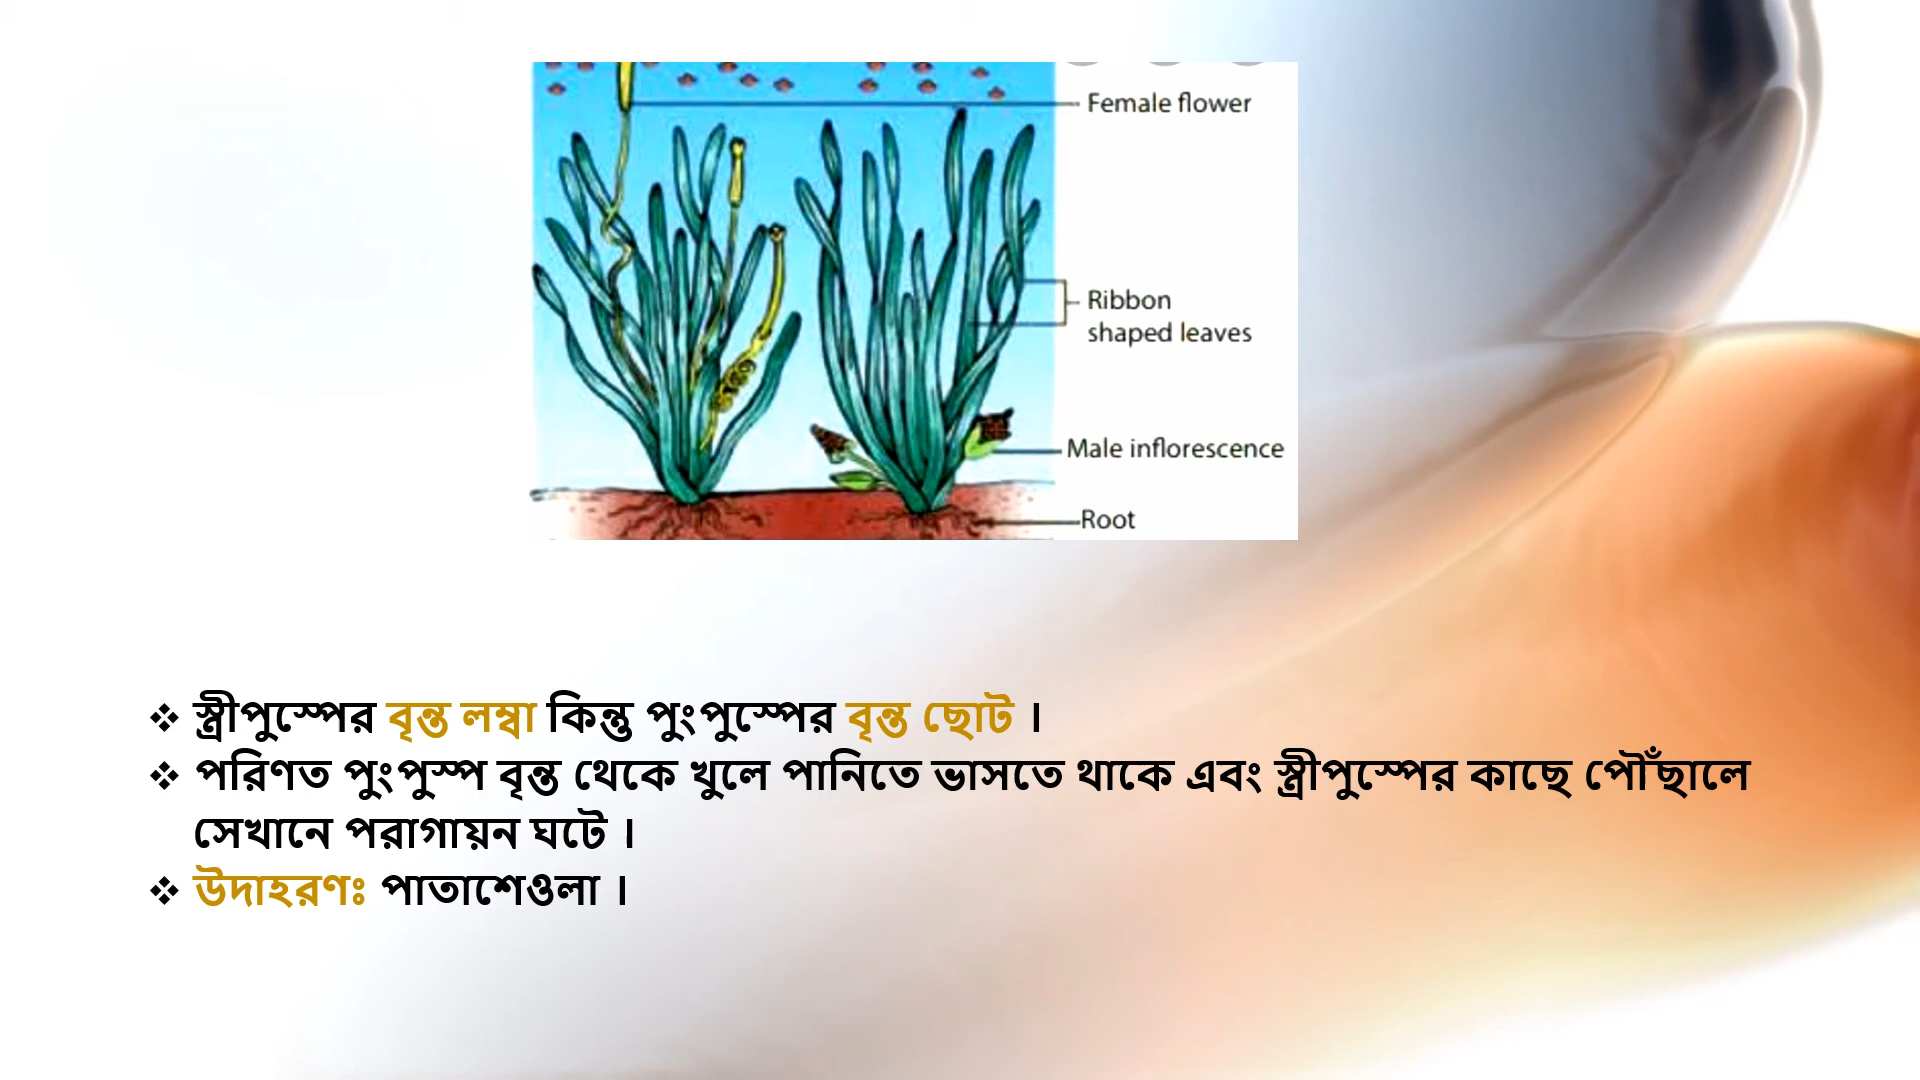 Female flower
Ribbon
shaped leaves
Male inflorescence
Root
❖ স্ত্রীপুস্পের বৃন্ত লম্বা কিন্তু পুংপুস্পের বৃন্ত ছোট ।
❖ পরিণত পুংপুস্প বৃন্ত থেকে খুলে পানিতে ভাসতে থাকে এবং স্ত্রীপুস্পের কাছে পৌঁছালে
সেখানে পরাগায়ন ঘটে ।
❖ উদাহরণঃ পাতাশেওলা ।